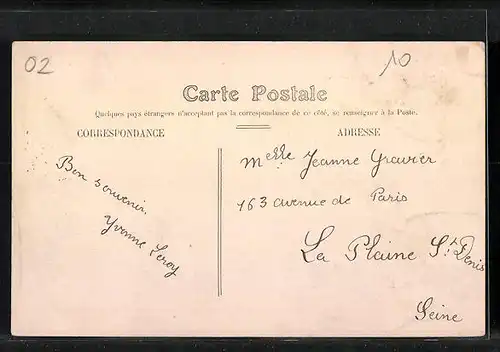 02
10
Carte Postale
Quelques pays étrangers n'acceptant pas la correspondance de ce côté, se renseigner à la Poste.
CORRESPONDANCE
ADRESSE
Bon souvenir,
Yvonne Leroy
Melle Jeanne Gravier
163 avenue de Paris
La Plaine St Denis
Seine